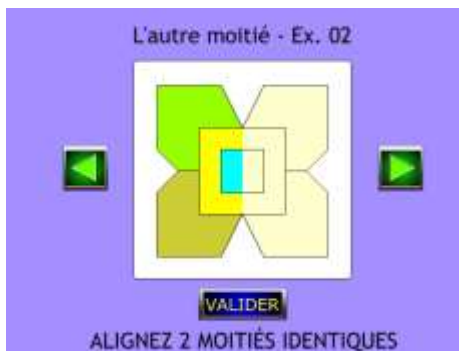 L'autre moitié - Ex. 02
VALIDER
ALIGNEZ 2 MOITIÉS IDENTIQUES